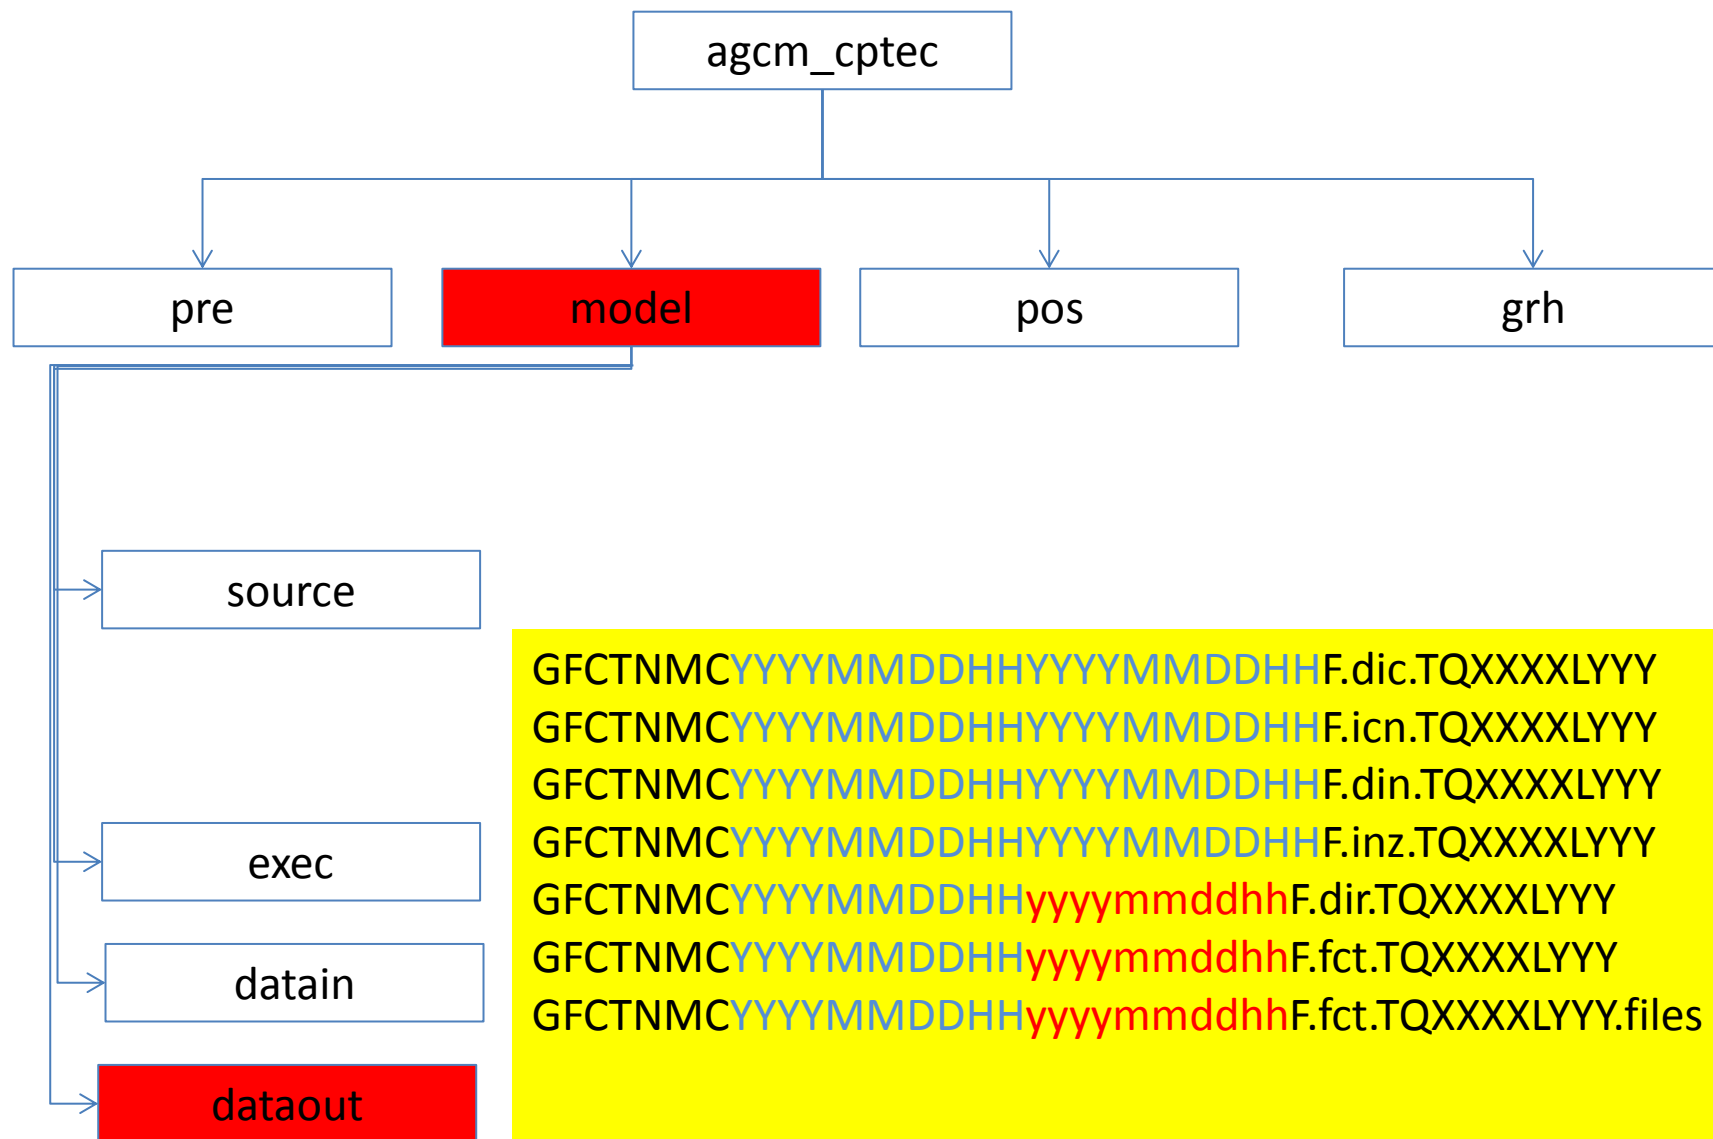 agcm_cptec
pre
model
pos
grh
source
exec
datain
dataout
GFCTNMCYYYYMMDDHHYYYYMMDDHHF.dic.TQXXXXLYYY
GFCTNMCYYYYMMDDHHYYYYMMDDHHF.icn.TQXXXXLYYY
GFCTNMCYYYYMMDDHHYYYYMMDDHHF.din.TQXXXXLYYY
GFCTNMCYYYYMMDDHHYYYYMMDDHHF.inz.TQXXXXLYYY
GFCTNMCYYYYMMDDHHyyyymmddhhF.dir.TQXXXXLYYY
GFCTNMCYYYYMMDDHHyyyymmddhhF.fct.TQXXXXLYYY
GFCTNMCYYYYMMDDHHyyyymmddhhF.fct.TQXXXXLYYY.files